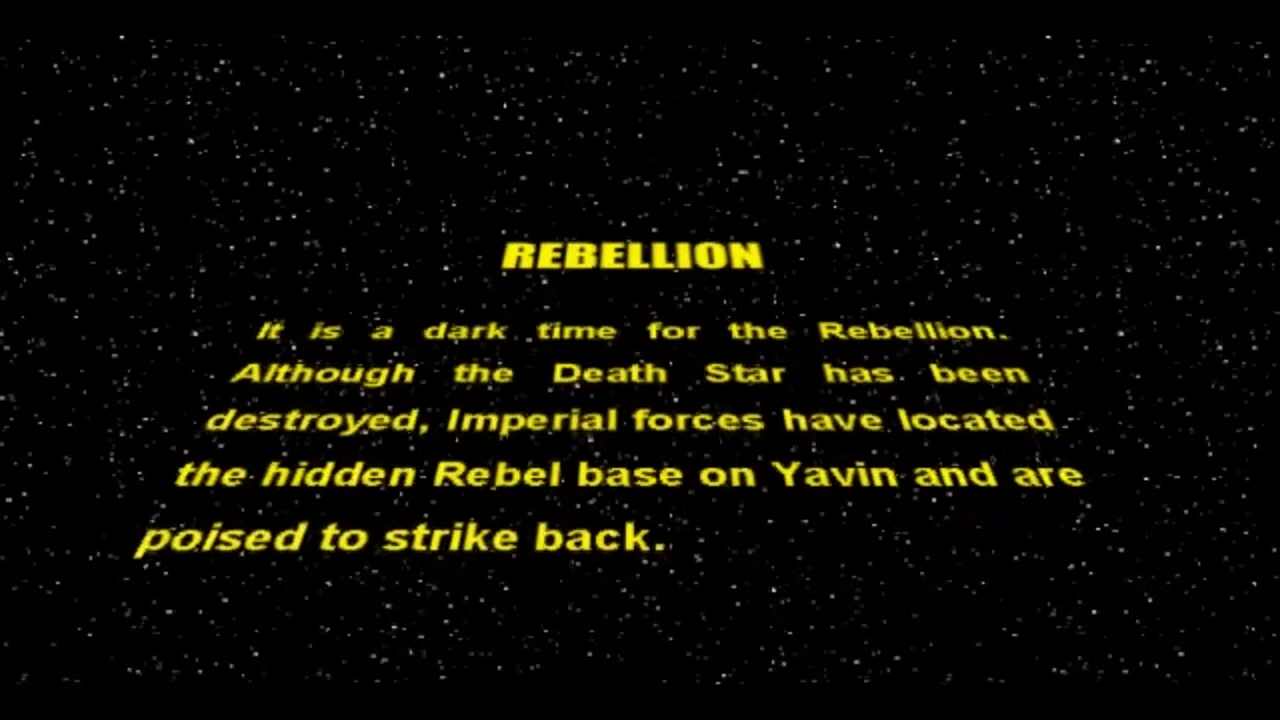 REBELLION
It is a dark time for the Rebellion.
Although the Death Star has been
destroyed, Imperial forces have located
the hidden Rebel base on Yavin and are
poised to strike back.